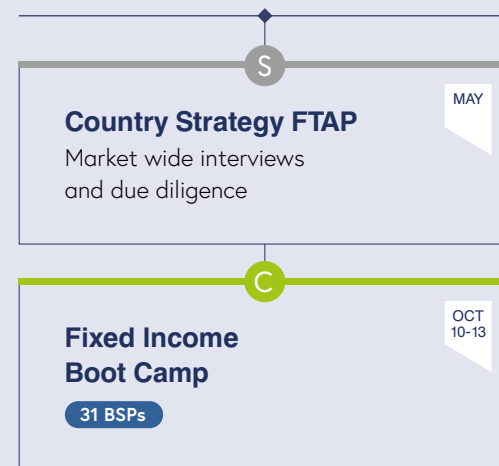 S
MAY
Country Strategy FTAP
Market wide interviews
and due diligence
C
OCT
10-13
Fixed Income
Boot Camp
31 BSPs